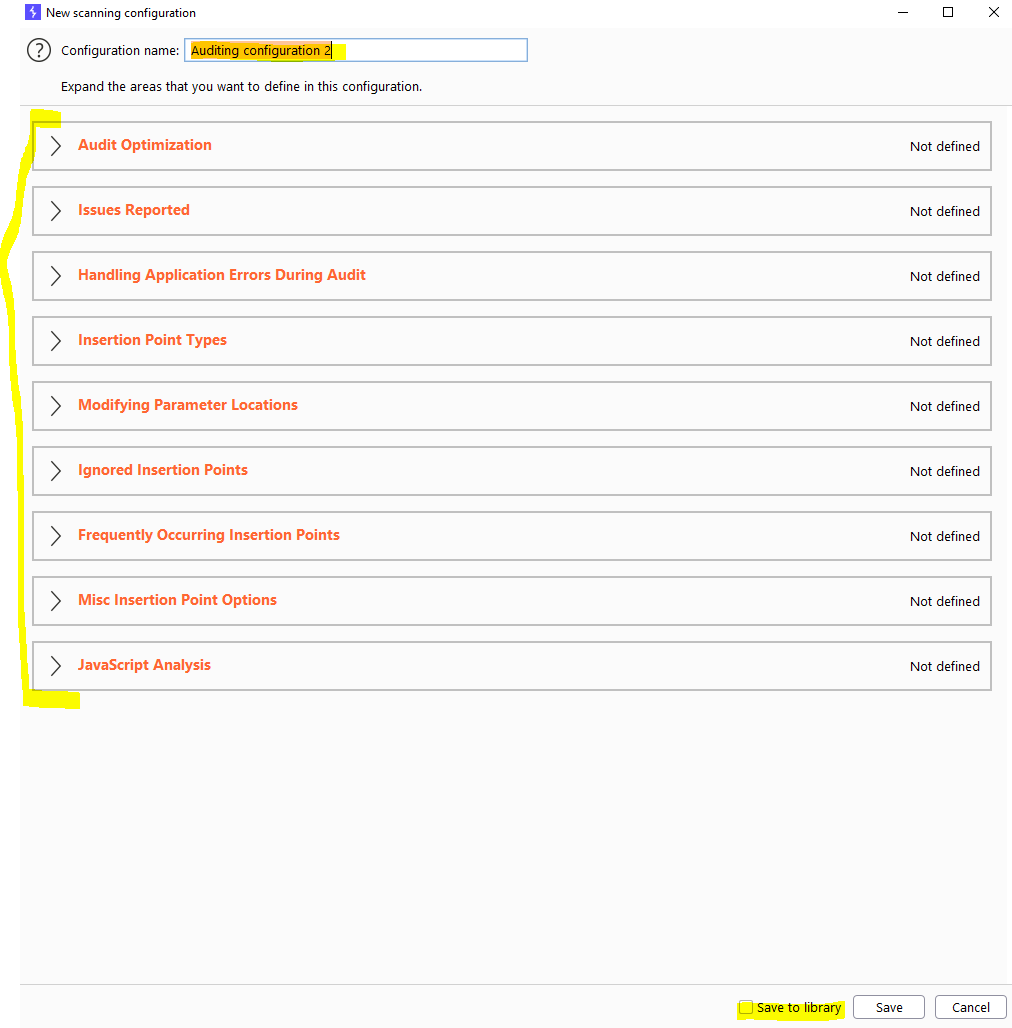 New scanning configuration
Configuration name: Auditing configuration 2
Expand the areas that you want to define in this configuration.
Audit Optimization Not defined
Issues Reported Not defined
Handling Application Errors During Audit Not defined
Insertion Point Types Not defined
Modifying Parameter Locations Not defined
Ignored Insertion Points Not defined
Frequently Occurring Insertion Points Not defined
Misc Insertion Point Options Not defined
JavaScript Analysis Not defined
Save to library Save Cancel